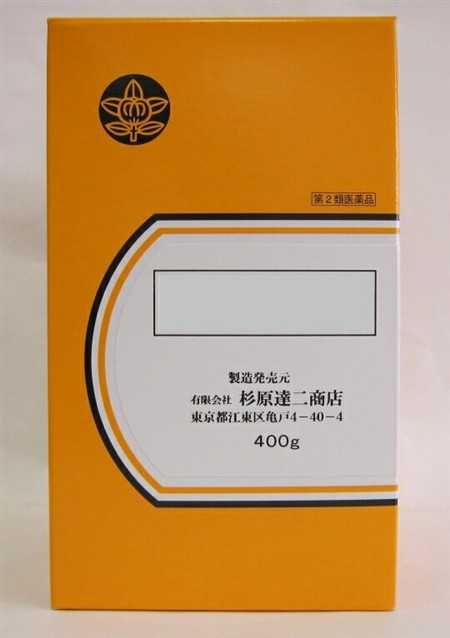 第2類医薬品
製造発売元
有限会社 杉原達二商店
東京都江東区亀戸4-40-4
400g